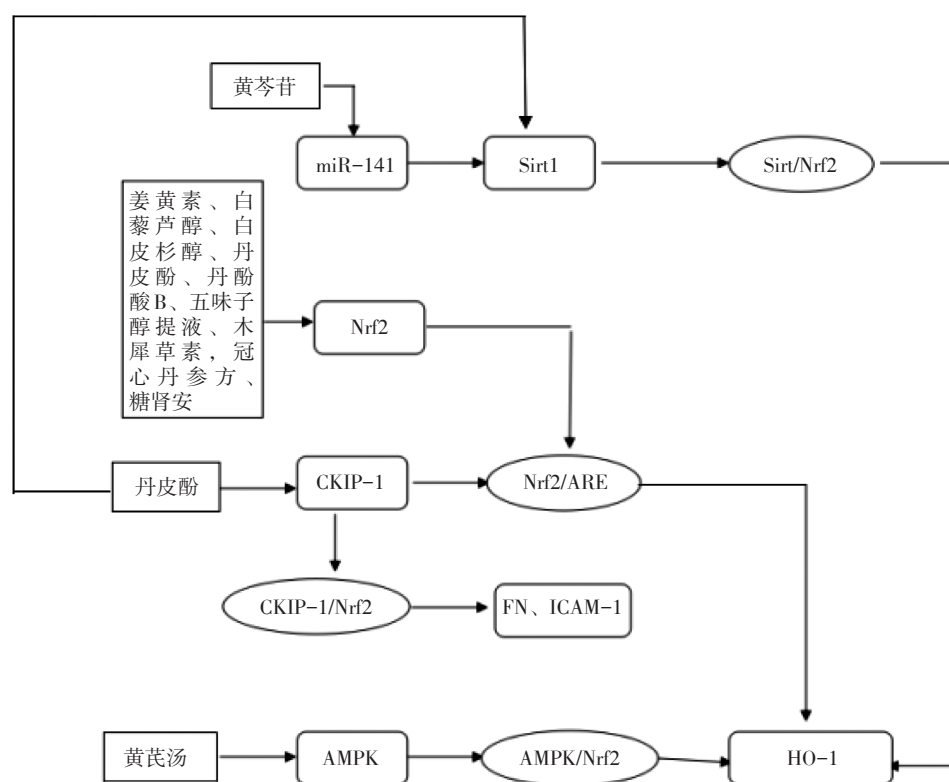 黄芩苷
miR-141
Sirt1
Sirt/Nrf2
姜黄素、白
藜芦醇、白
皮杉醇、丹
皮酚、丹酚
酸B、五味子
醇提液、木
犀草素，冠
心丹参方、
糖肾安
Nrf2
丹皮酚
CKIP-1
Nrf2/ARE
CKIP-1/Nrf2
FN、ICAM-1
黄芪汤
AMPK
AMPK/Nrf2
HO-1